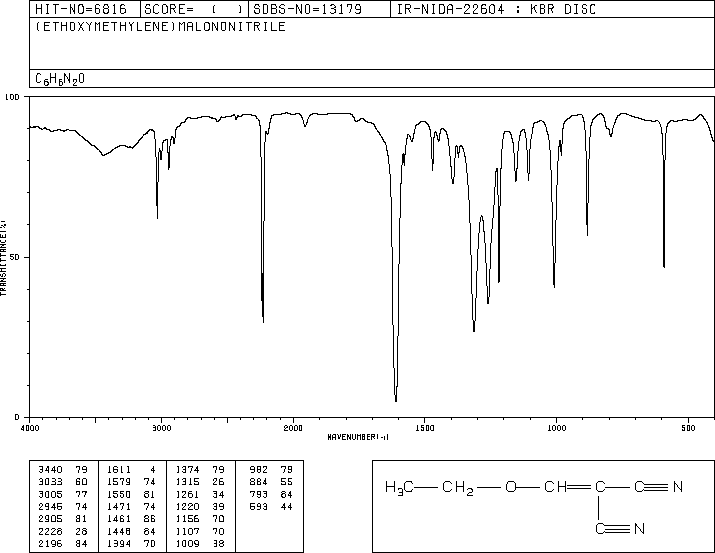 HIT-NO=6816 SCORE= ( ) SDBS-NO=13179 IR-NIDA-22604 : KBR DISC
(ETHOXYMETHYLENE)MALONONITRILE
C6H6N2O
100
50
0
TRANSMITTANCE(%)
4000 3000 2000 1500 1000 500
WAVENUMBER(-1)
3440 79 1611 4 1374 79 982 79
3033 60 1579 74 1315 26 884 55
3005 77 1550 81 1261 34 793 84
2945 74 1471 74 1220 39 593 44
2905 81 1461 86 1156 70
2228 28 1448 84 1107 70
2196 84 1394 70 1009 38
H3C CH2 O CH C C N
C N